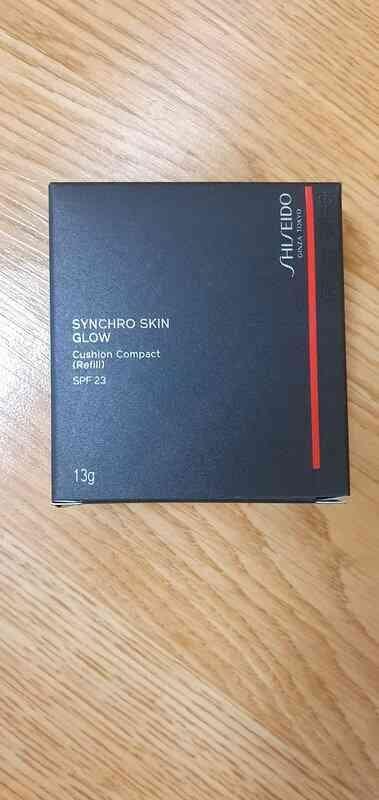 SHISEIDO
GINZA TOKYO
SYNCHRO SKIN
GLOW
Cushion Compact
(Refill)
SPF 23
13g